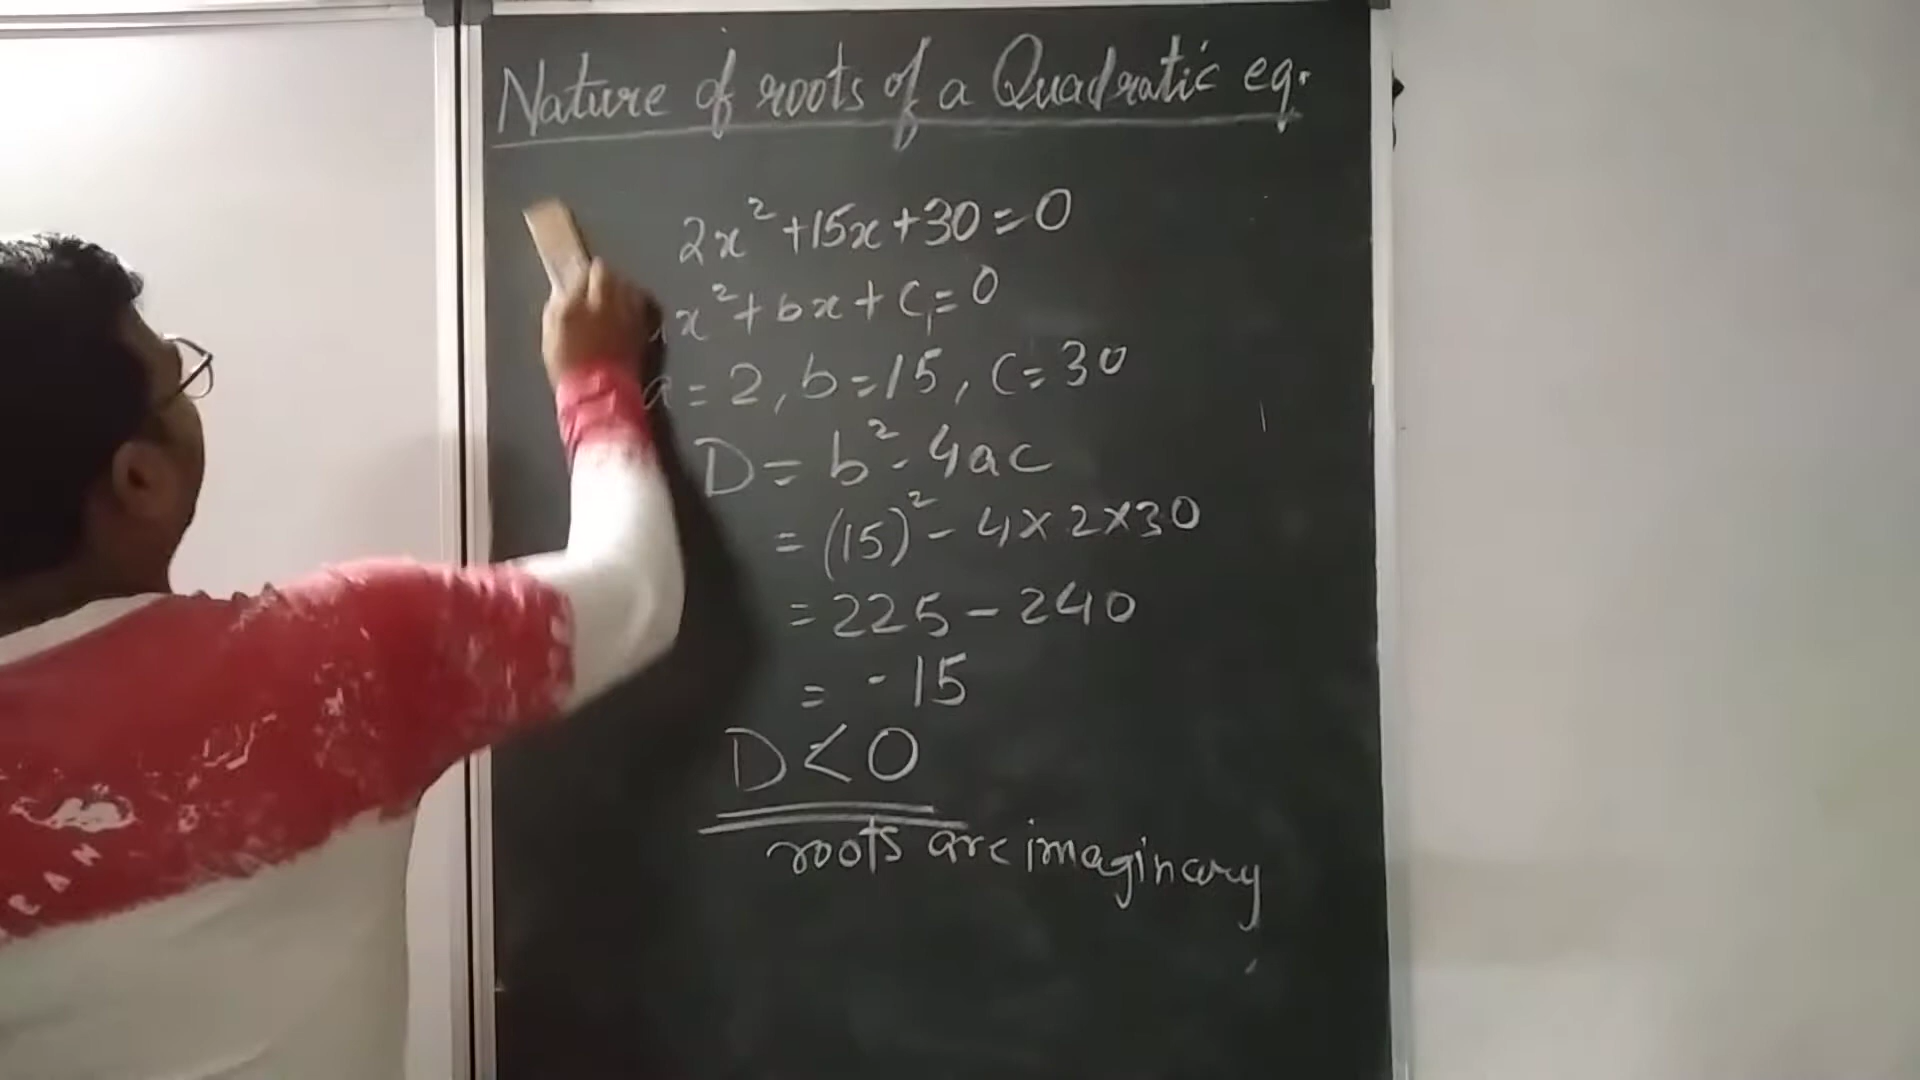 Nature of roots of a Quadratic eq.
2x² + 15x + 30 = 0
x² + bx + c = 0
a = 2, b = 15, c = 30
D = b² - 4ac
= (15)² - 4 × 2 × 30
= 225 - 240
= - 15
D < 0
roots are imaginary